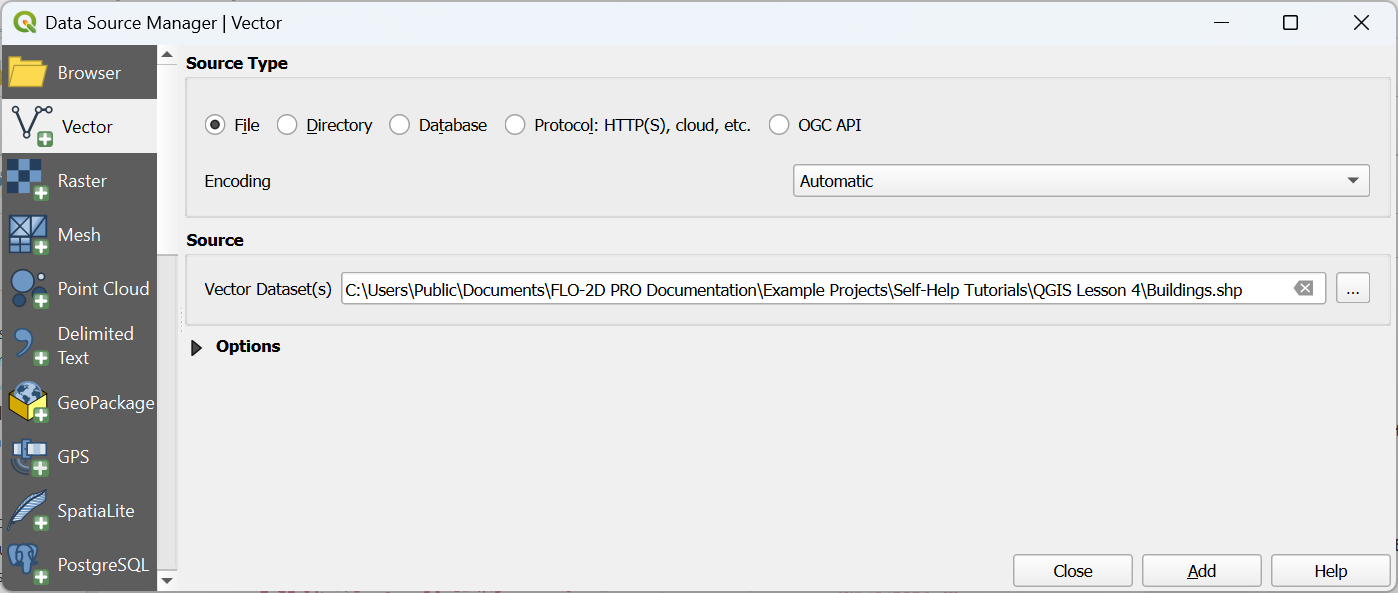 Data Source Manager | Vector
Browser
Vector
Raster
Mesh
Point Cloud
Delimited
Text
GeoPackage
GPS
SpatiaLite
PostgreSQL
Source Type
File Directory Database Protocol: HTTP(S), cloud, etc. OGC API
Encoding Automatic
Source
Vector Dataset(s) C:\Users\Public\Documents\FLO-2D PRO Documentation\Example Projects\Self-Help Tutorials\QGIS Lesson 4\Buildings.shp ...
Options
Close Add Help